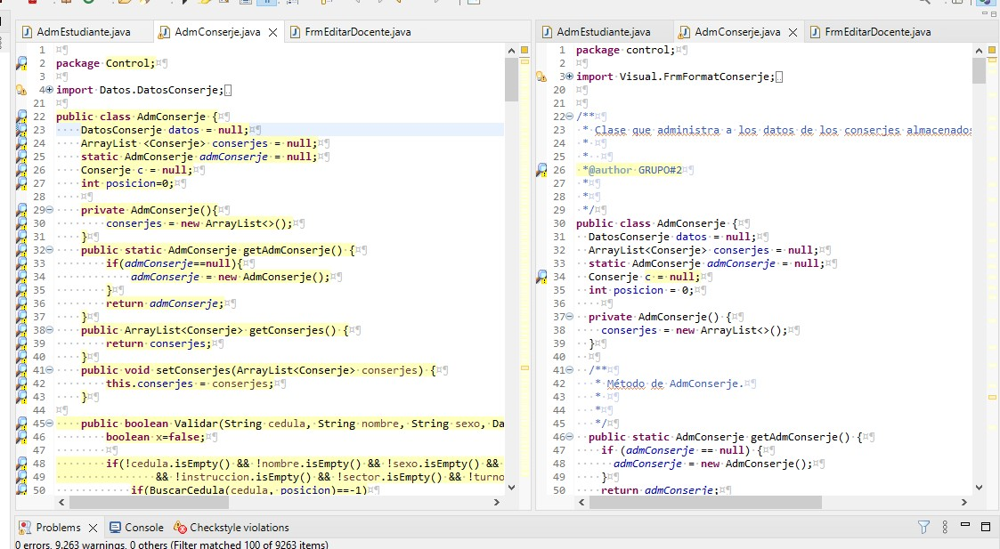 AdmEstudiante.java AdmConserje.java FrmEditarDocente.java
1
2 package Control;
3
4 import Datos.DatosConserje;
21
22 public class AdmConserje {
23 DatosConserje datos = null;
24 ArrayList <Conserje> conserjes = null;
25 static AdmConserje admConserje = null;
26 Conserje c = null;
27 int posicion=0;
28
29 private AdmConserje(){
30 conserjes = new ArrayList<>();
31 }
32 public static AdmConserje getAdmConserje() {
33 if(admConserje==null){
34 admConserje = new AdmConserje();
35 }
36 return admConserje;
37 }
38 public ArrayList<Conserje> getConserjes() {
39 return conserjes;
40 }
41 public void setConserjes(ArrayList<Conserje> conserjes) {
42 this.conserjes = conserjes;
43 }
44
45 public boolean Validar(String cedula, String nombre, String sexo, Da
46 boolean x=false;
47
48 if(!cedula.isEmpty() && !nombre.isEmpty() && !sexo.isEmpty() &&
49 && !instruccion.isEmpty() && !sector.isEmpty() && !turno
50 if(BuscarCedula(cedula, posicion)==-1)
AdmEstudiante.java AdmConserje.java FrmEditarDocente.java
1 package control;
2
3 import Visual.FrmFormatConserje;
20
21
22 /**
23 * Clase que administra a los datos de los conserjes almacenados
24 *
25 *
26 *@author GRUPO#2
27 *
28 *
29 */
30 public class AdmConserje {
31 DatosConserje datos = null;
32 ArrayList<Conserje> conserjes = null;
33 static AdmConserje admConserje = null;
34 Conserje c = null;
35 int posicion = 0;
36
37 private AdmConserje() {
38 conserjes = new ArrayList<>();
39 }
40
41 /**
42 * Método de AdmConserje.
43 *
44 *
45 */
46 public static AdmConserje getAdmConserje() {
47 if (admConserje == null) {
48 admConserje = new AdmConserje();
49 }
50 return admConserje;
Problems Console Checkstyle violations
0 errors, 9.263 warnings, 0 others (Filter matched 100 of 9263 items)